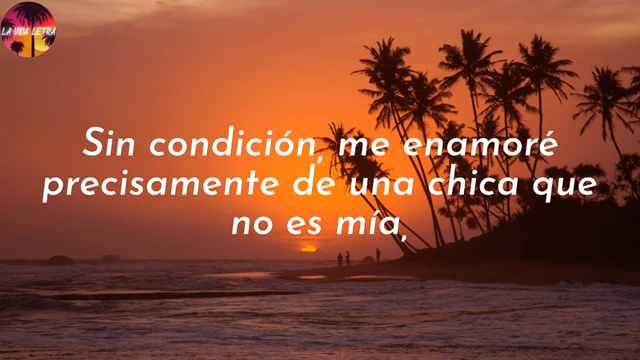 LA VIDA LETRA
Sin condición, me enamoré
precisamente de una chica que
no es mía,